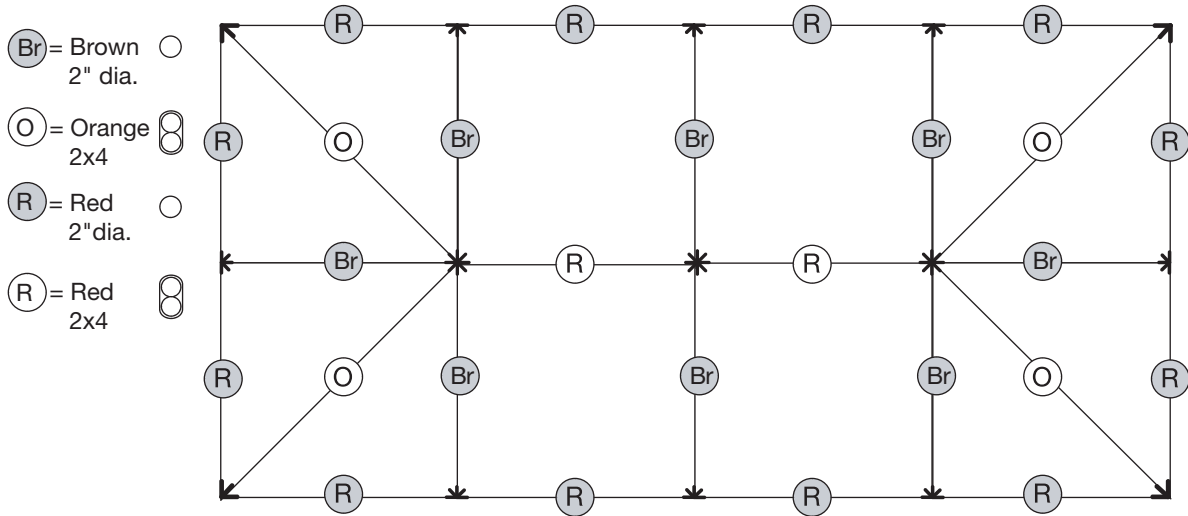 R R R R
Br = Brown
2" dia.
O = Orange
2x4
R O Br Br Br O R
R = Red
2"dia.
Br R R Br
R = Red
2x4
R O Br Br Br O R
R R R R